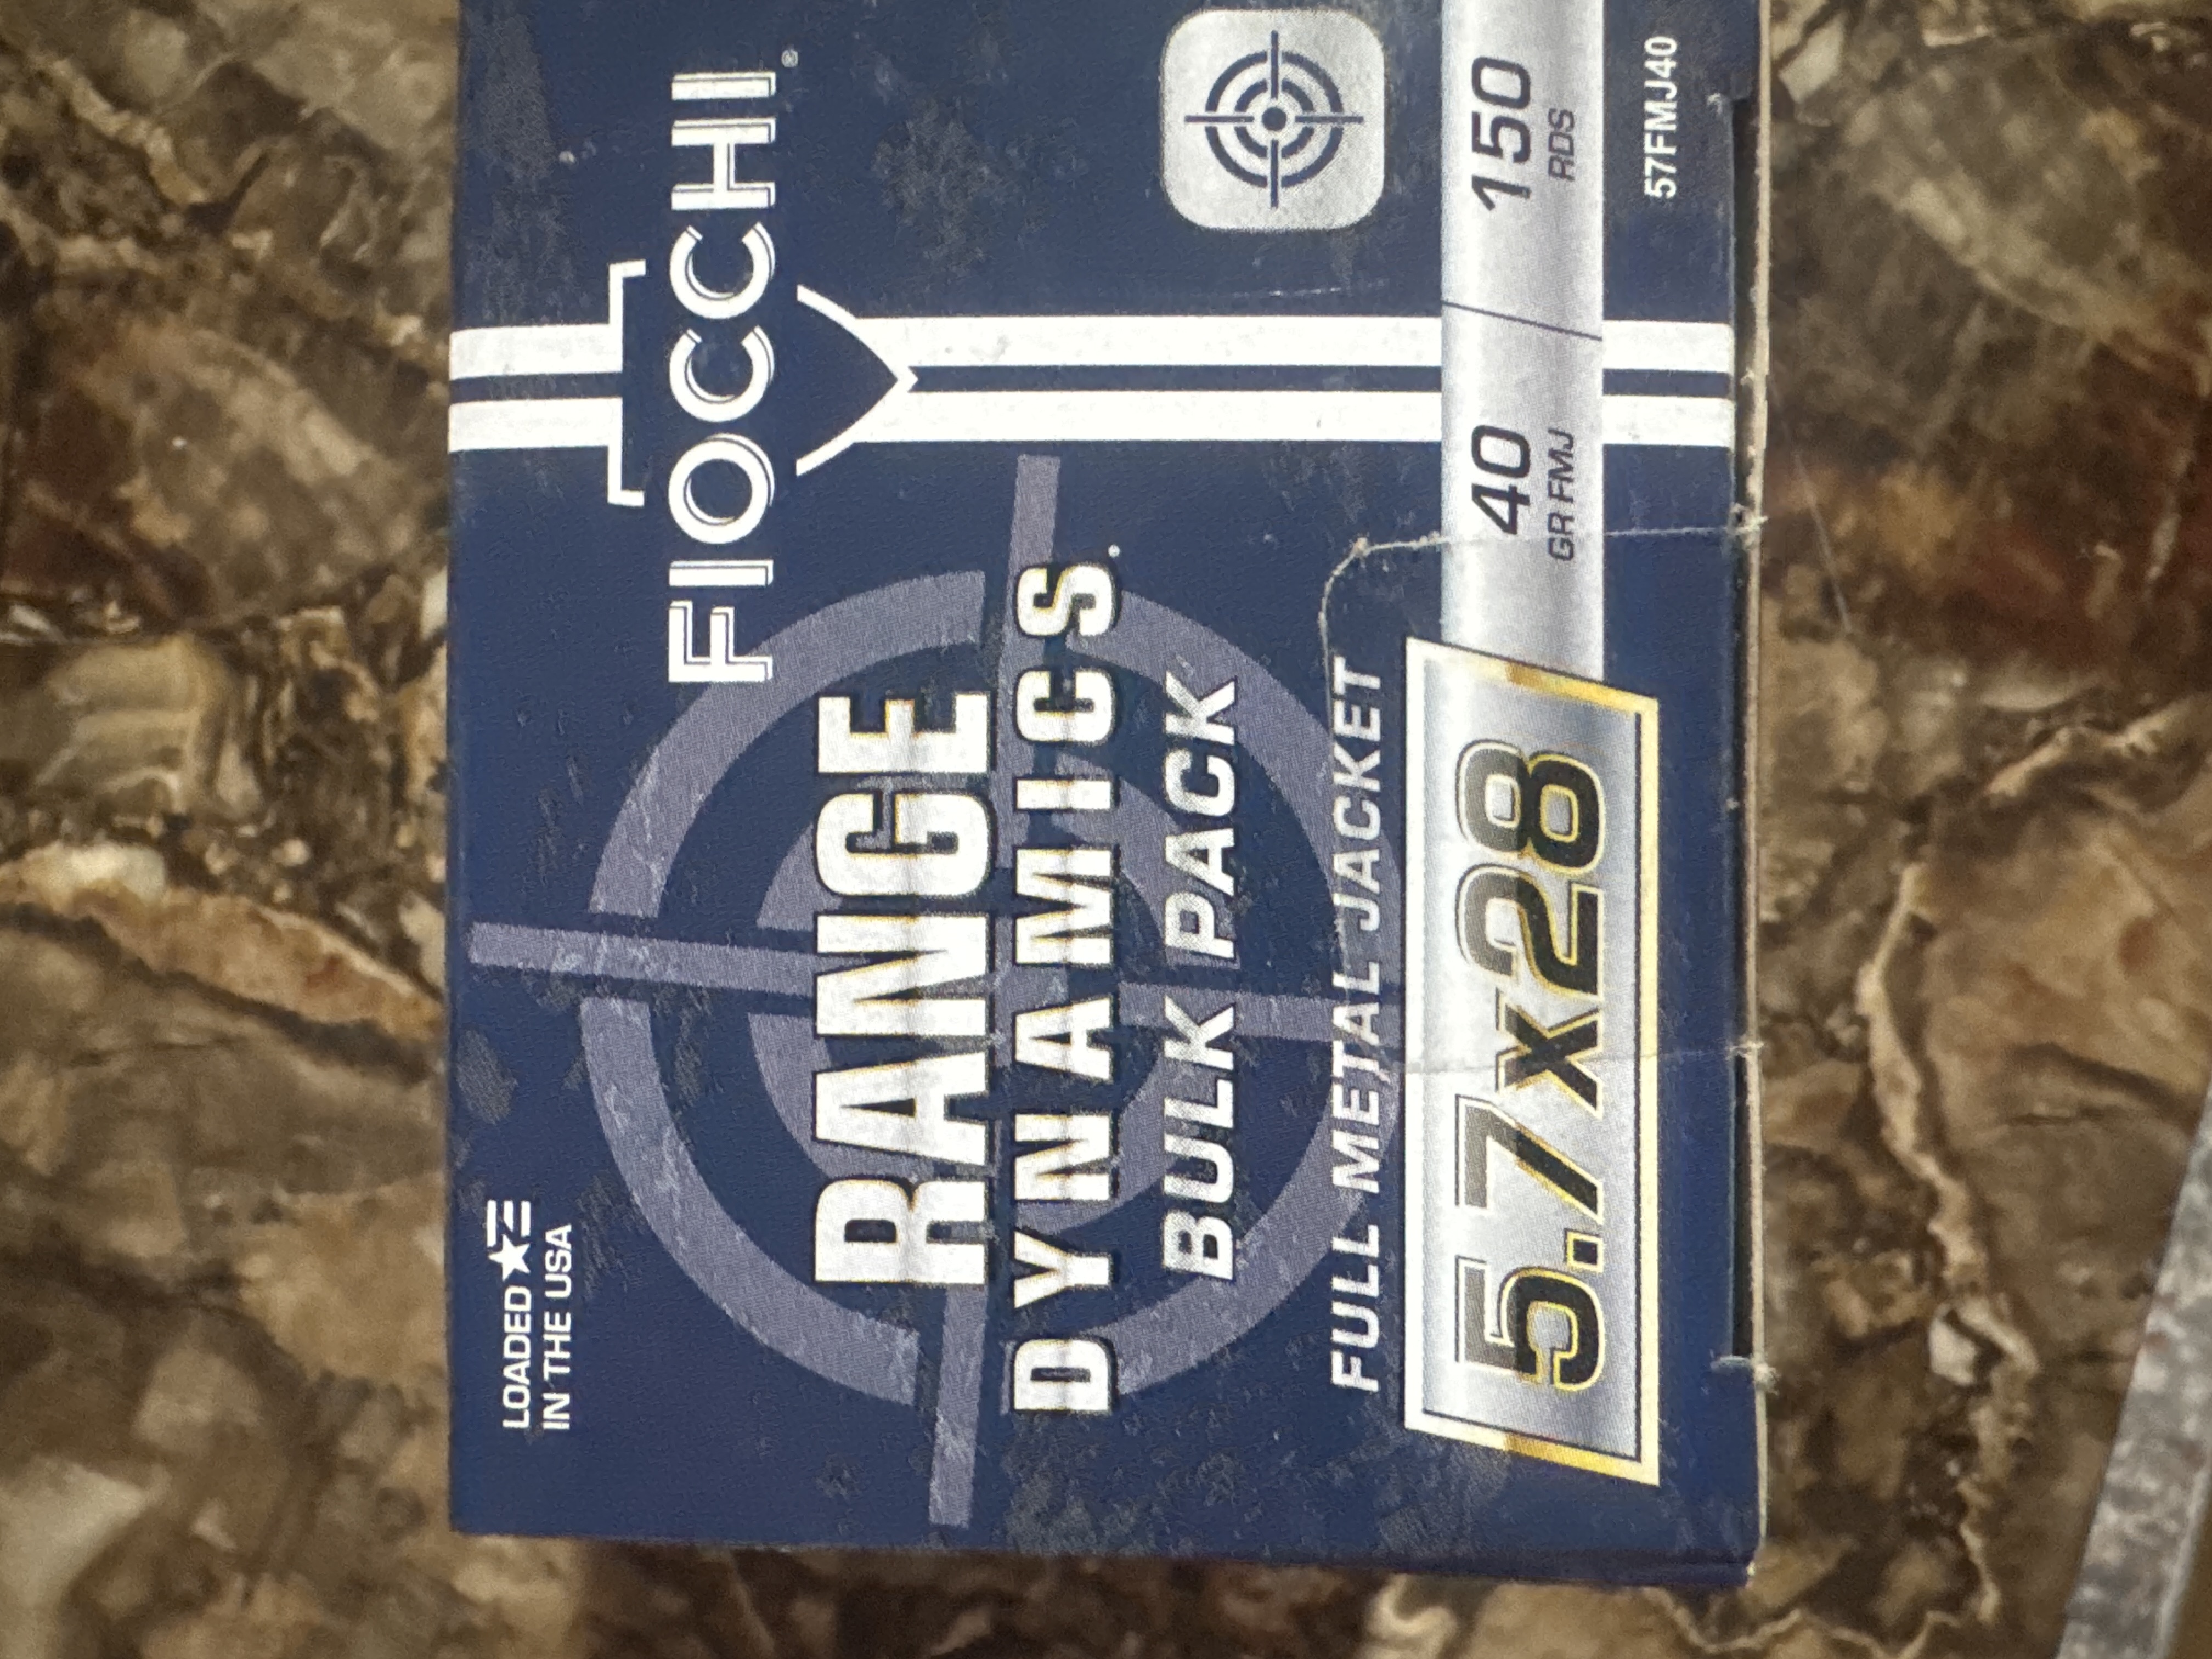 LOADED
IN THE USA
FIOCCHI®
RANGE
DYNAMICS
BULK PACK
FULL METAL JACKET
5.7x28
40
GR FMJ
150
RDS
57FMJ40